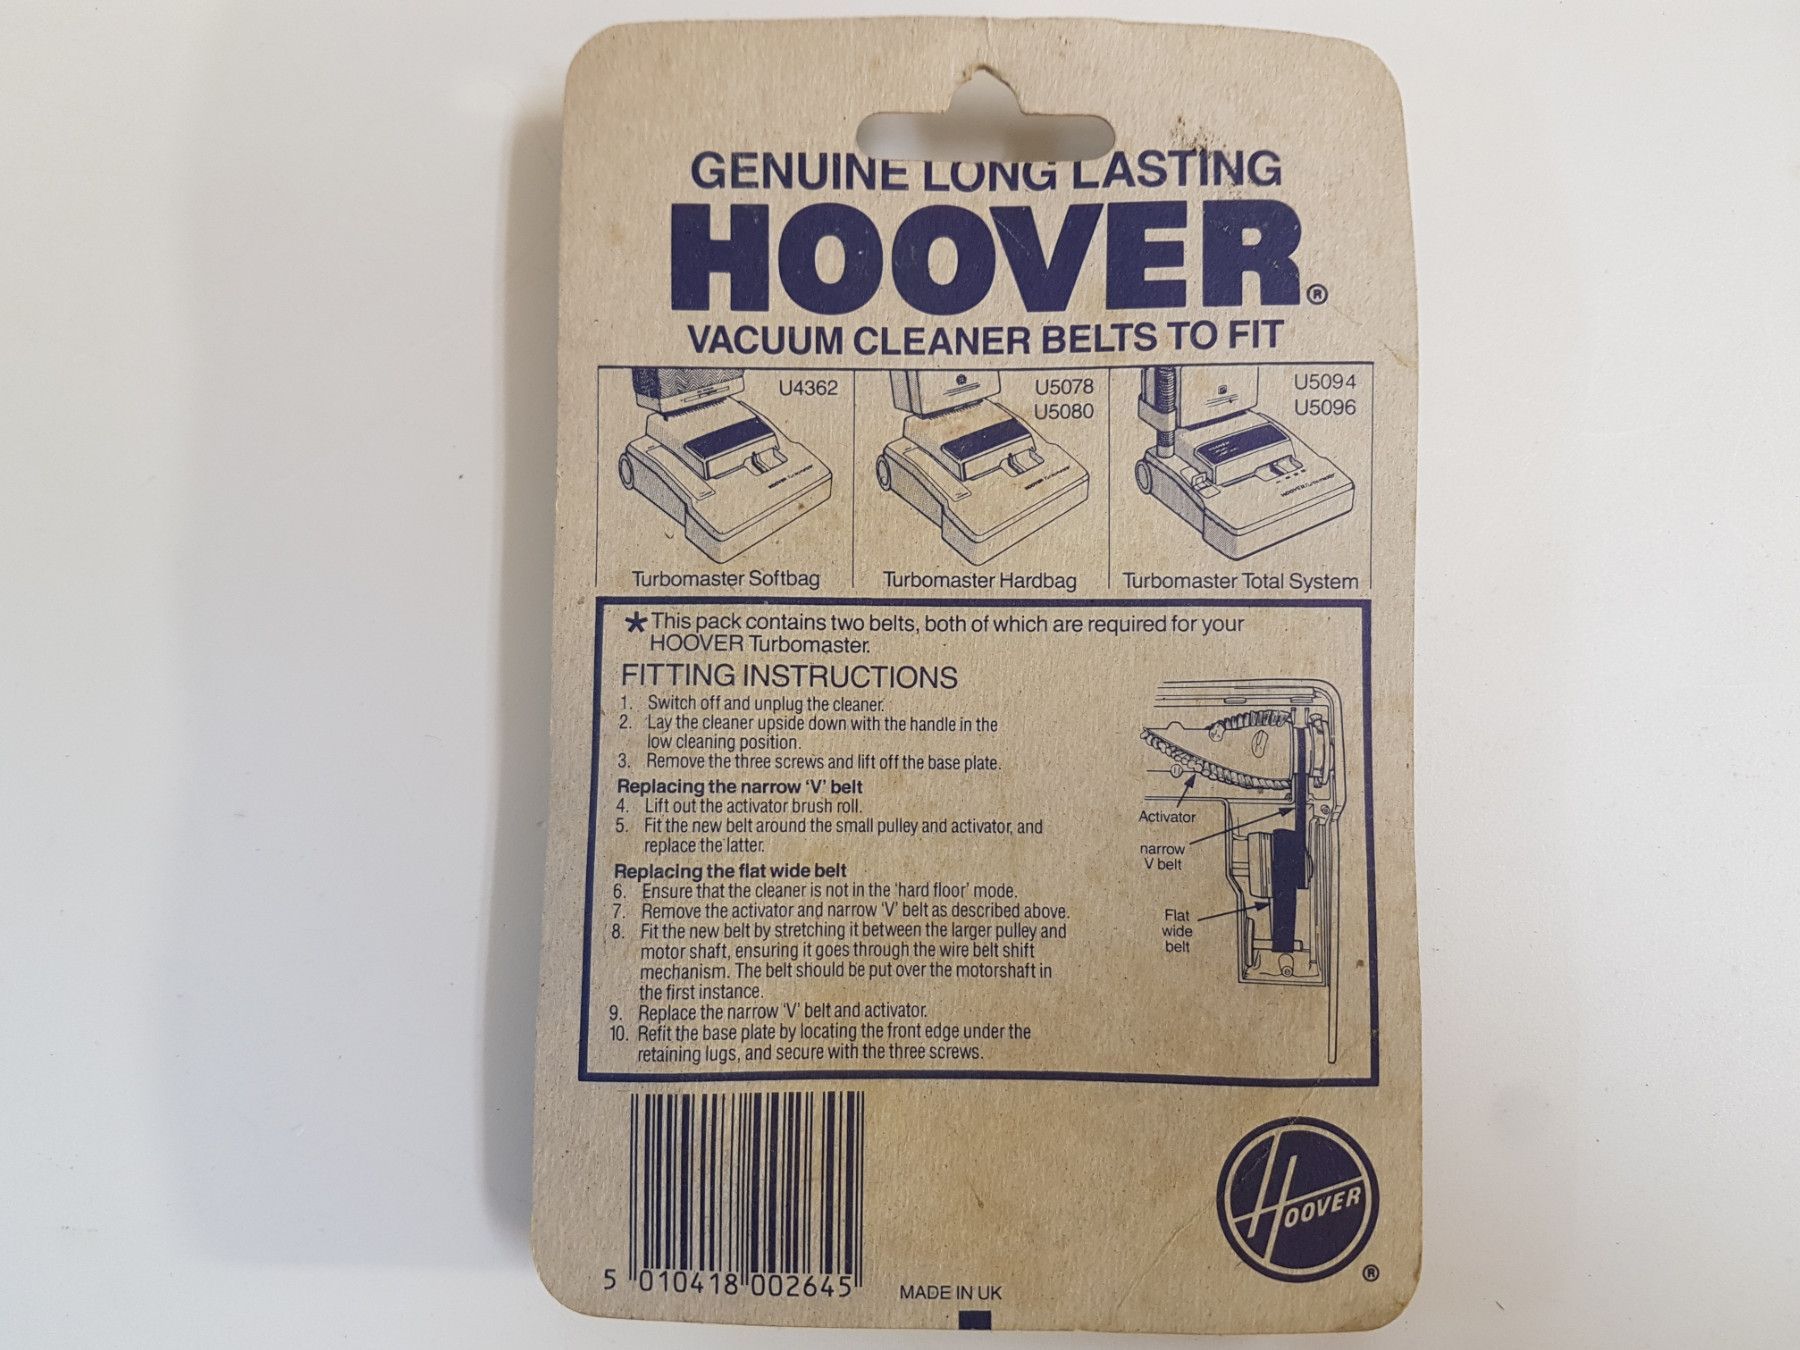 GENUINE LONG LASTING
HOOVER®
VACUUM CLEANER BELTS TO FIT
U4362
U5078
U5080
U5094
U5096
Turbomaster Softbag
Turbomaster Hardbag
Turbomaster Total System
* This pack contains two belts, both of which are required for your
HOOVER Turbomaster.
FITTING INSTRUCTIONS
1. Switch off and unplug the cleaner.
2. Lay the cleaner upside down with the handle in the
low cleaning position.
3. Remove the three screws and lift off the base plate.
Replacing the narrow 'V' belt
4. Lift out the activator brush roll.
5. Fit the new belt around the small pulley and activator, and
replace the latter.
Replacing the flat wide belt
6. Ensure that the cleaner is not in the 'hard floor' mode.
7. Remove the activator and narrow 'V' belt as described above.
8. Fit the new belt by stretching it between the larger pulley and
motor shaft, ensuring it goes through the wire belt shift
mechanism. The belt should be put over the motorshaft in
the first instance.
9. Replace the narrow 'V' belt and activator.
10. Refit the base plate by locating the front edge under the
retaining lugs, and secure with the three screws.
Activator
narrow
V belt
Flat
wide
belt
5 010418 002645
MADE IN UK
HOOVER
®